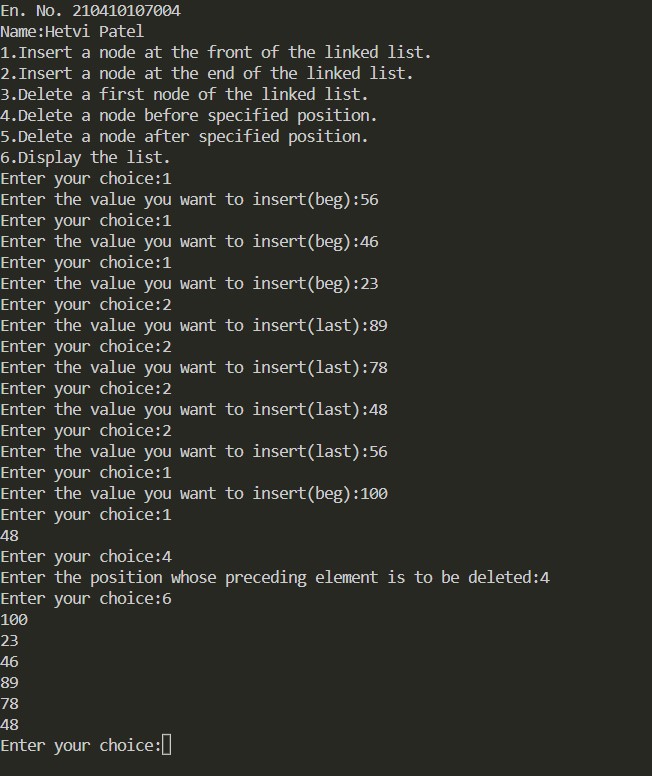 En. No. 210410107004
Name:Hetvi Patel
1.Insert a node at the front of the linked list.
2.Insert a node at the end of the linked list.
3.Delete a first node of the linked list.
4.Delete a node before specified position.
5.Delete a node after specified position.
6.Display the list.
Enter your choice:1
Enter the value you want to insert(beg):56
Enter your choice:1
Enter the value you want to insert(beg):46
Enter your choice:1
Enter the value you want to insert(beg):23
Enter your choice:2
Enter the value you want to insert(last):89
Enter your choice:2
Enter the value you want to insert(last):78
Enter your choice:2
Enter the value you want to insert(last):48
Enter your choice:2
Enter the value you want to insert(last):56
Enter your choice:1
Enter the value you want to insert(beg):100
Enter your choice:1
48
Enter your choice:4
Enter the position whose preceding element is to be deleted:4
Enter your choice:6
100
23
46
89
78
48
Enter your choice: